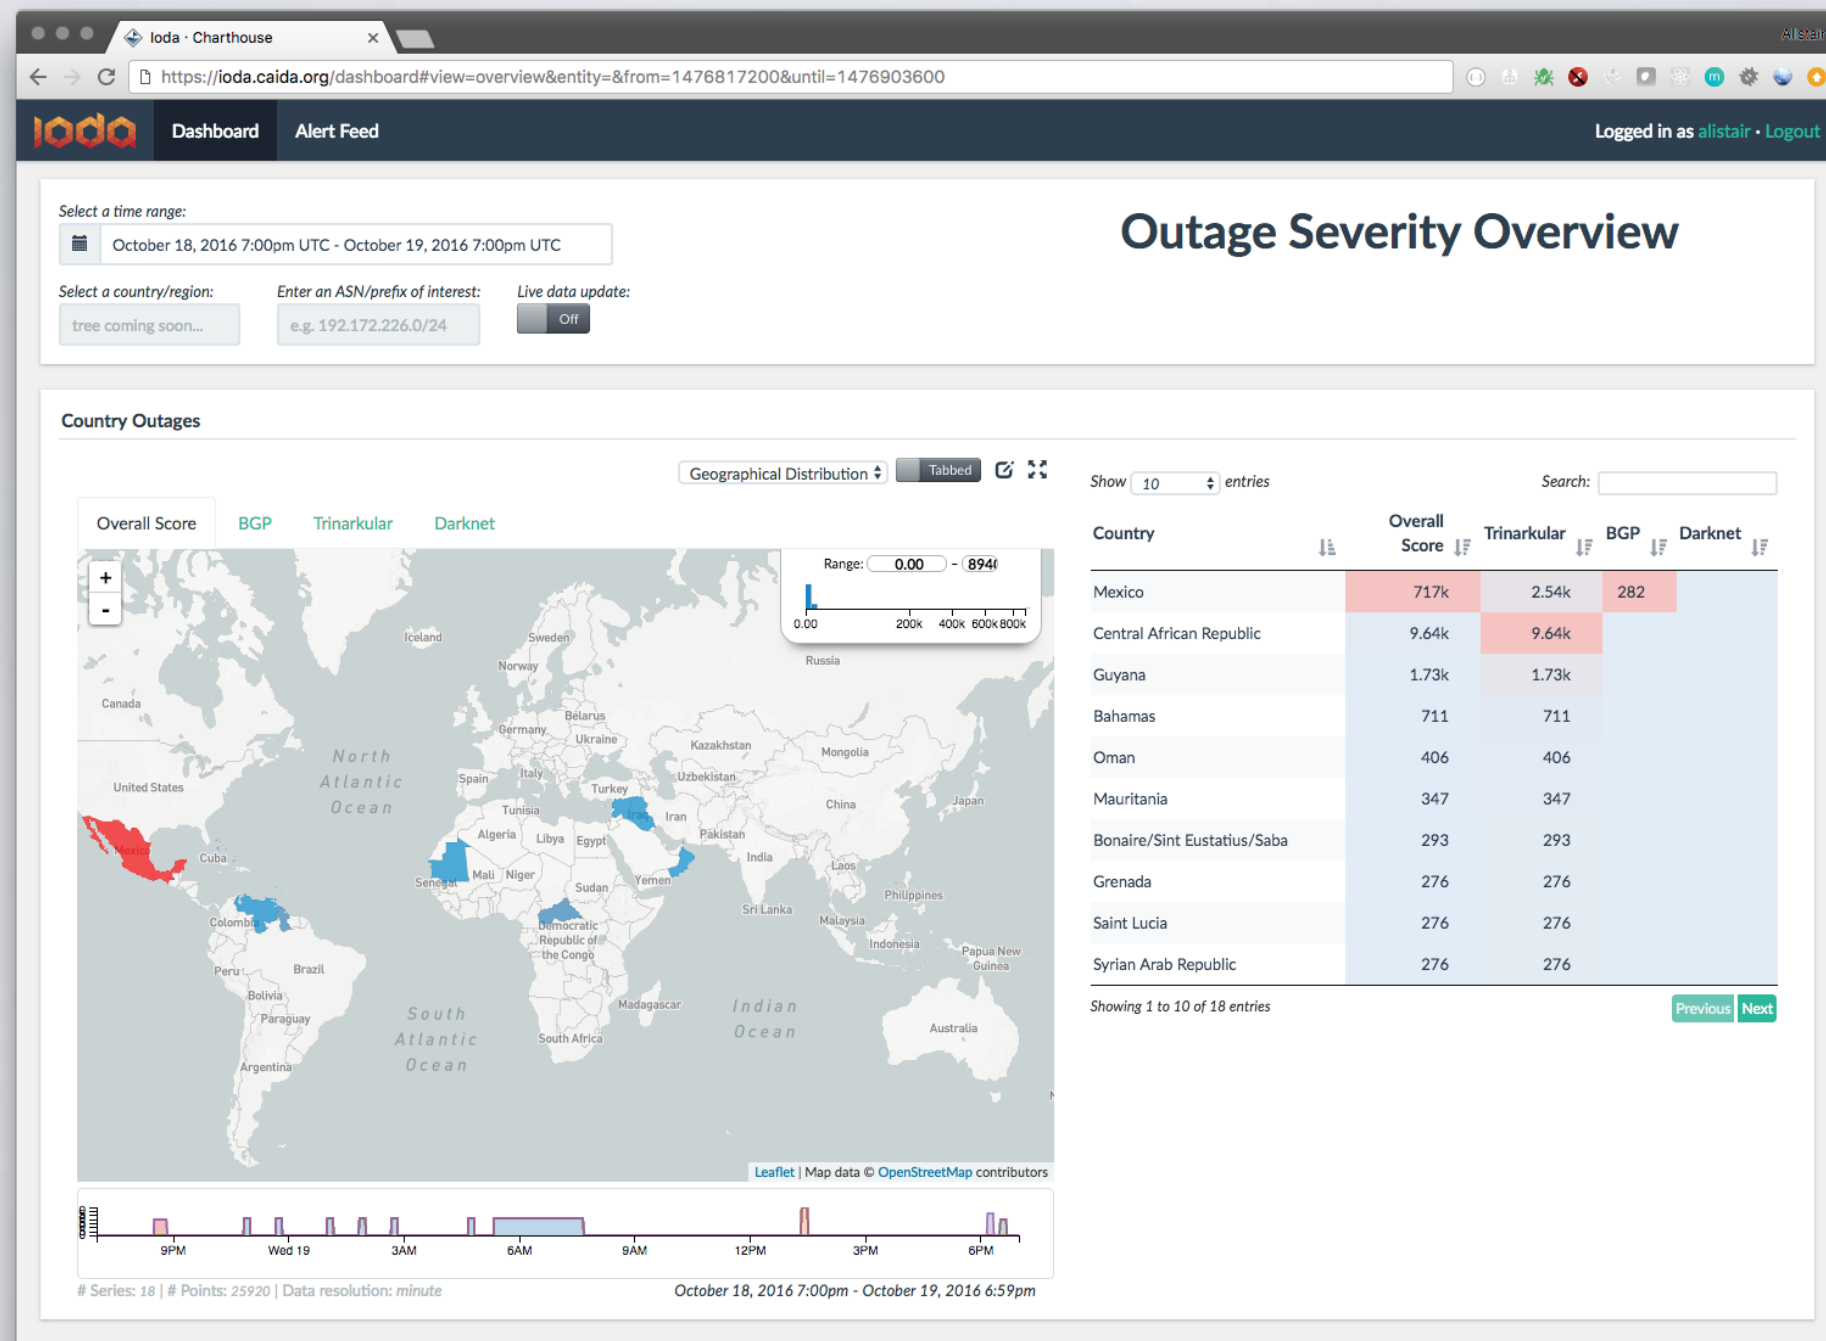 Ioda · Charthouse
Alistair
https://ioda.caida.org/dashboard#view=overview&entity=&from=1476817200&until=1476903600
m
ioda
Dashboard
Alert Feed
Logged in as alistair · Logout
Select a time range:
October 18, 2016 7:00pm UTC - October 19, 2016 7:00pm UTC
Outage Severity Overview
Select a country/region:
Enter an ASN/prefix of interest:
Live data update:
tree coming soon...
e.g. 192.172.226.0/24
Off
Country Outages
Geographical Distribution
Tabbed
Overall Score
BGP
Trinarkular
Darknet
+
-
Range: 0.00 - 8940
0.00 200k 400k 600k 800k
Iceland
Sweden
Norway
Russia
Canada
Belarus
Germany
Ukraine
Kazakhstan
Mongolia
North
Atlantic
Ocean
United States
Spain
Italy
Uzbekistan
Turkey
China
Japan
Tunisia
Iraq
Iran
Algeria
Libya
Egypt
Pakistan
Mexico
Cuba
India
Laos
Senegal
Mali
Niger
Sudan
Yemen
Philippines
Sri Lanka
Colombia
Malaysia
Democratic
Republic of
the Congo
Indonesia
Papua New
Guinea
Peru
Brazil
Bolivia
Madagascar
Paraguay
South
Atlantic
Ocean
Indian
Ocean
South Africa
Australia
Argentina
Leaflet | Map data © OpenStreetMap contributors
9PM Wed 19 3AM 6AM 9AM 12PM 3PM 6PM
# Series: 18 | # Points: 25920 | Data resolution: minute
October 18, 2016 7:00pm - October 19, 2016 6:59pm
Show 10 entries
Search:
Country Overall Score Trinarkular BGP Darknet
Mexico 717k 2.54k 282
Central African Republic 9.64k 9.64k
Guyana 1.73k 1.73k
Bahamas 711 711
Oman 406 406
Mauritania 347 347
Bonaire/Sint Eustatius/Saba 293 293
Grenada 276 276
Saint Lucia 276 276
Syrian Arab Republic 276 276
Showing 1 to 10 of 18 entries
Previous Next